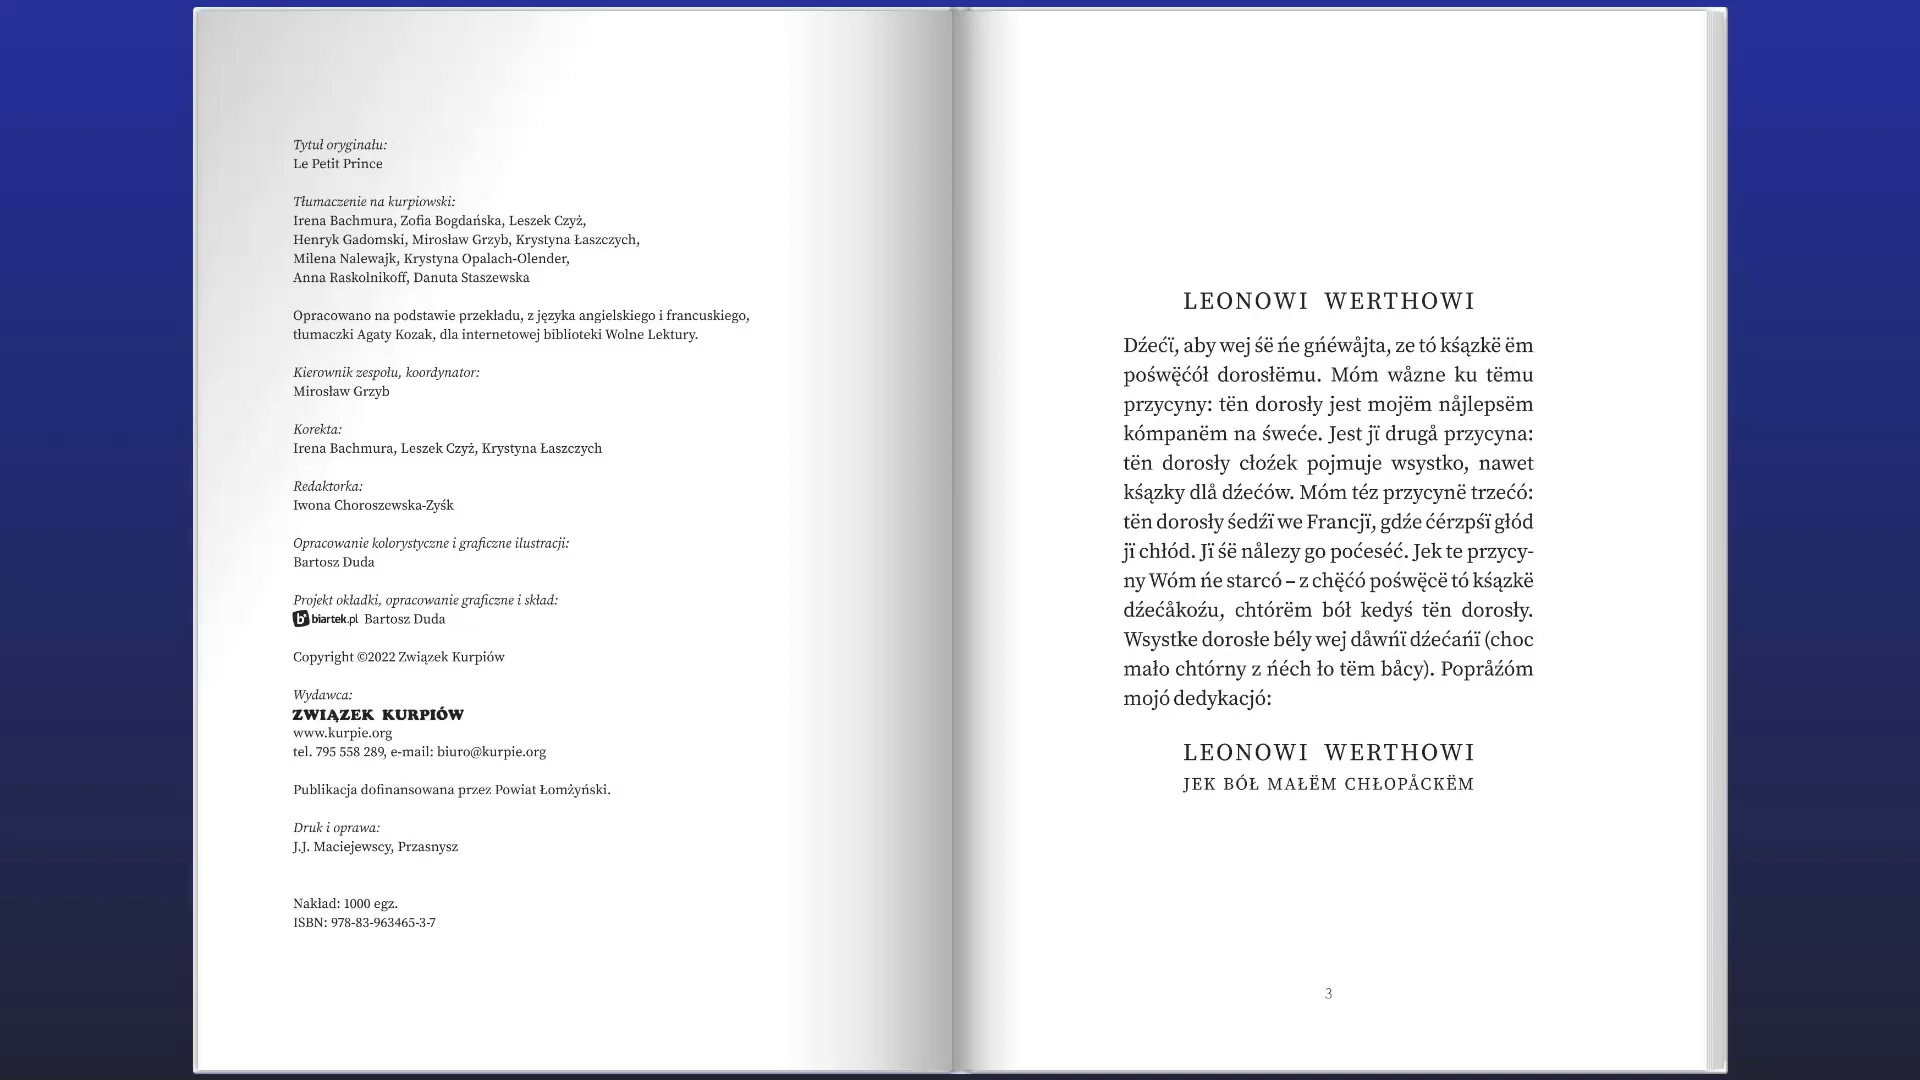 Tytuł oryginału:
Le Petit Prince
Tłumaczenie na kurpiowski:
Irena Bachmura, Zofia Bogdańska, Leszek Czyż,
Henryk Gadomski, Mirosław Grzyb, Krystyna Łaszczych,
Milena Nalewajk, Krystyna Opalach-Olender,
Anna Raskolnikoff, Danuta Staszewska
Opracowano na podstawie przekładu, z języka angielskiego i francuskiego,
tłumaczki Agaty Kozak, dla internetowej biblioteki Wolne Lektury.
Kierownik zespołu, koordynator:
Mirosław Grzyb
Korekta:
Irena Bachmura, Leszek Czyż, Krystyna Łaszczych
Redaktorka:
Iwona Choroszewska-Zyśk
Opracowanie kolorystyczne i graficzne ilustracji:
Bartosz Duda
Projekt okładki, opracowanie graficzne i skład:
b biartek.pl Bartosz Duda
Copyright ©2022 Związek Kurpiów
Wydawca:
ZWIĄZEK KURPIÓW
www.kurpie.org
tel. 795 558 289, e-mail: biuro@kurpie.org
Publikacja dofinansowana przez Powiat Łomżyński.
Druk i oprawa:
J.J. Maciejewscy, Przasnysz
Nakład: 1000 egz.
ISBN: 978-83-963465-3-7
LEONOWI WERTHOWI
Dźećï, aby wej śë ńe gńéwåjta, ze tó kśązkë ëm
pośwȩćół dorosłëmu. Móm wåzne ku tëmu
przycyny: tën dorosły jest mojëm nåjlepsëm
kómpanëm na śweće. Jest jï drugå przycyna:
tën dorosły cłoźek pojmuje wsystko, nawet
kśązky dlå dźećów. Móm téz przycynë trzećó:
tën dorosły śedźï we Francjï, gdźe ćérzpśï głód
jï chłód. Jï śë nålezy go poćeséć. Jek te przycy-
ny Wóm ńe starcó – z chȩćó pośwȩcë tó kśązkë
dźećåkoźu, chtórëm bół kedyś tën dorosły.
Wsystke dorosłe bély wej dåwńï dźećańï (choc
mało chtórny z ńéch ło tëm båcy). Popråźóm
mojó dedykacjó:
LEONOWI WERTHOWI
JEK BÓŁ MAŁËM CHŁOPÅCKËM
3